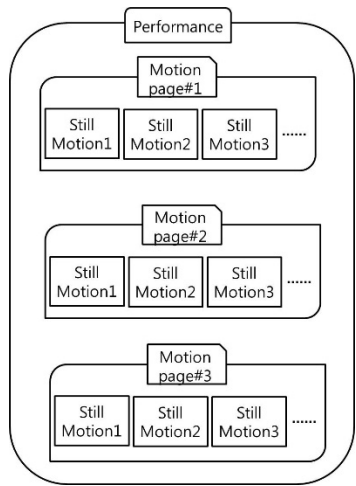 Performance
Motion
page#1
Still
Motion1
Still
Motion2
Still
Motion3
......
Motion
page#2
Still
Motion1
Still
Motion2
Still
Motion3
......
Motion
page#3
Still
Motion1
Still
Motion2
Still
Motion3
......